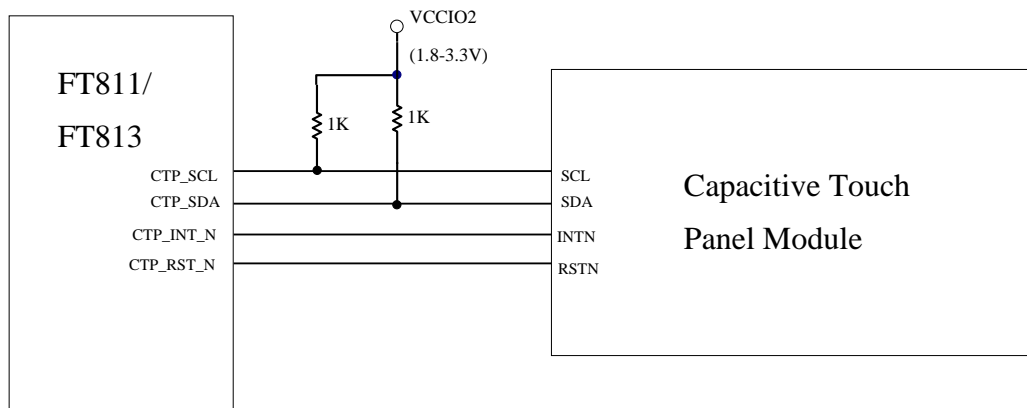 VCCIO2
(1.8-3.3V)
FT811/
FT813
1K
1K
CTP_SCL
CTP_SDA
CTP_INT_N
CTP_RST_N
SCL
SDA
INTN
RSTN
Capacitive Touch
Panel Module